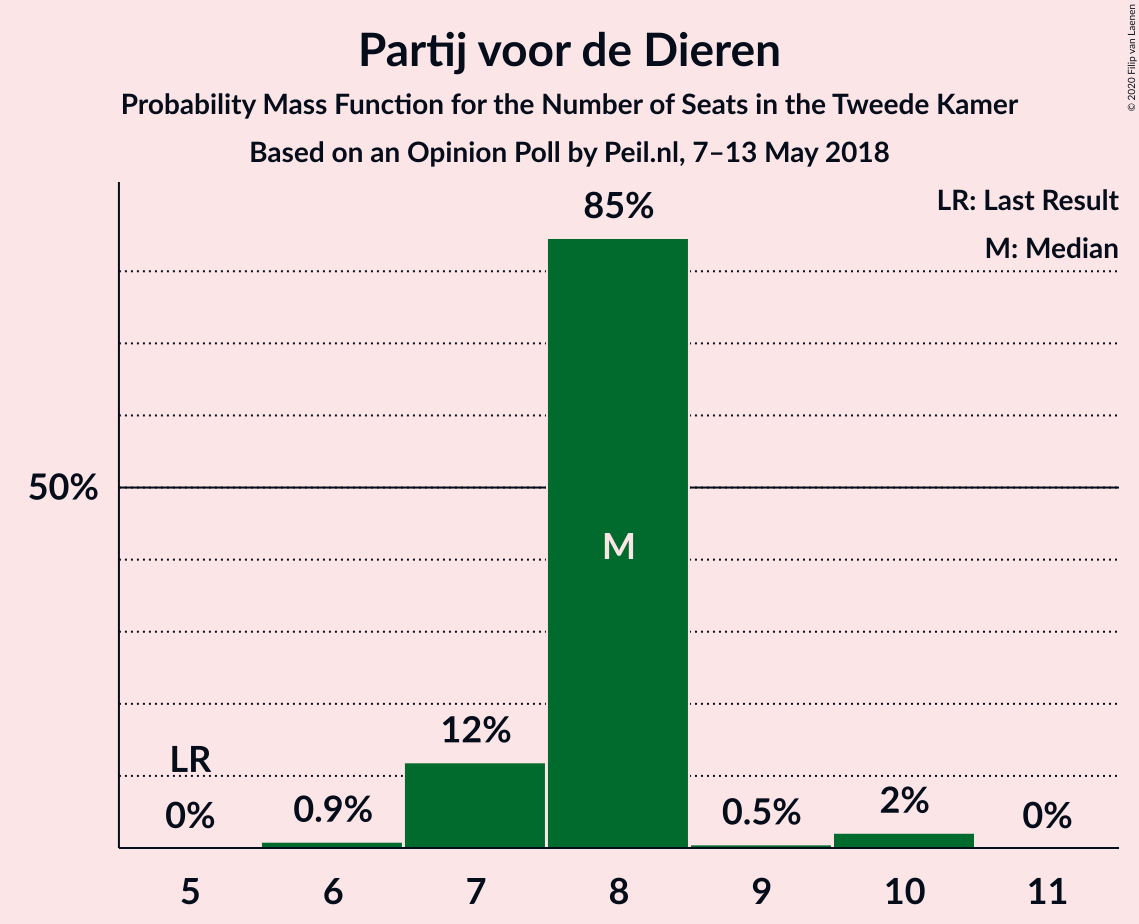 Partij voor de Dieren
Probability Mass Function for the Number of Seats in the Tweede Kamer
Based on an Opinion Poll by Peil.nl, 7–13 May 2018
© 2020 Filip van Laenen
LR: Last Result
M: Median
85%
50%
M
12%
LR
0%
0.9%
0.5%
2%
0%
5 6 7 8 9 10 11